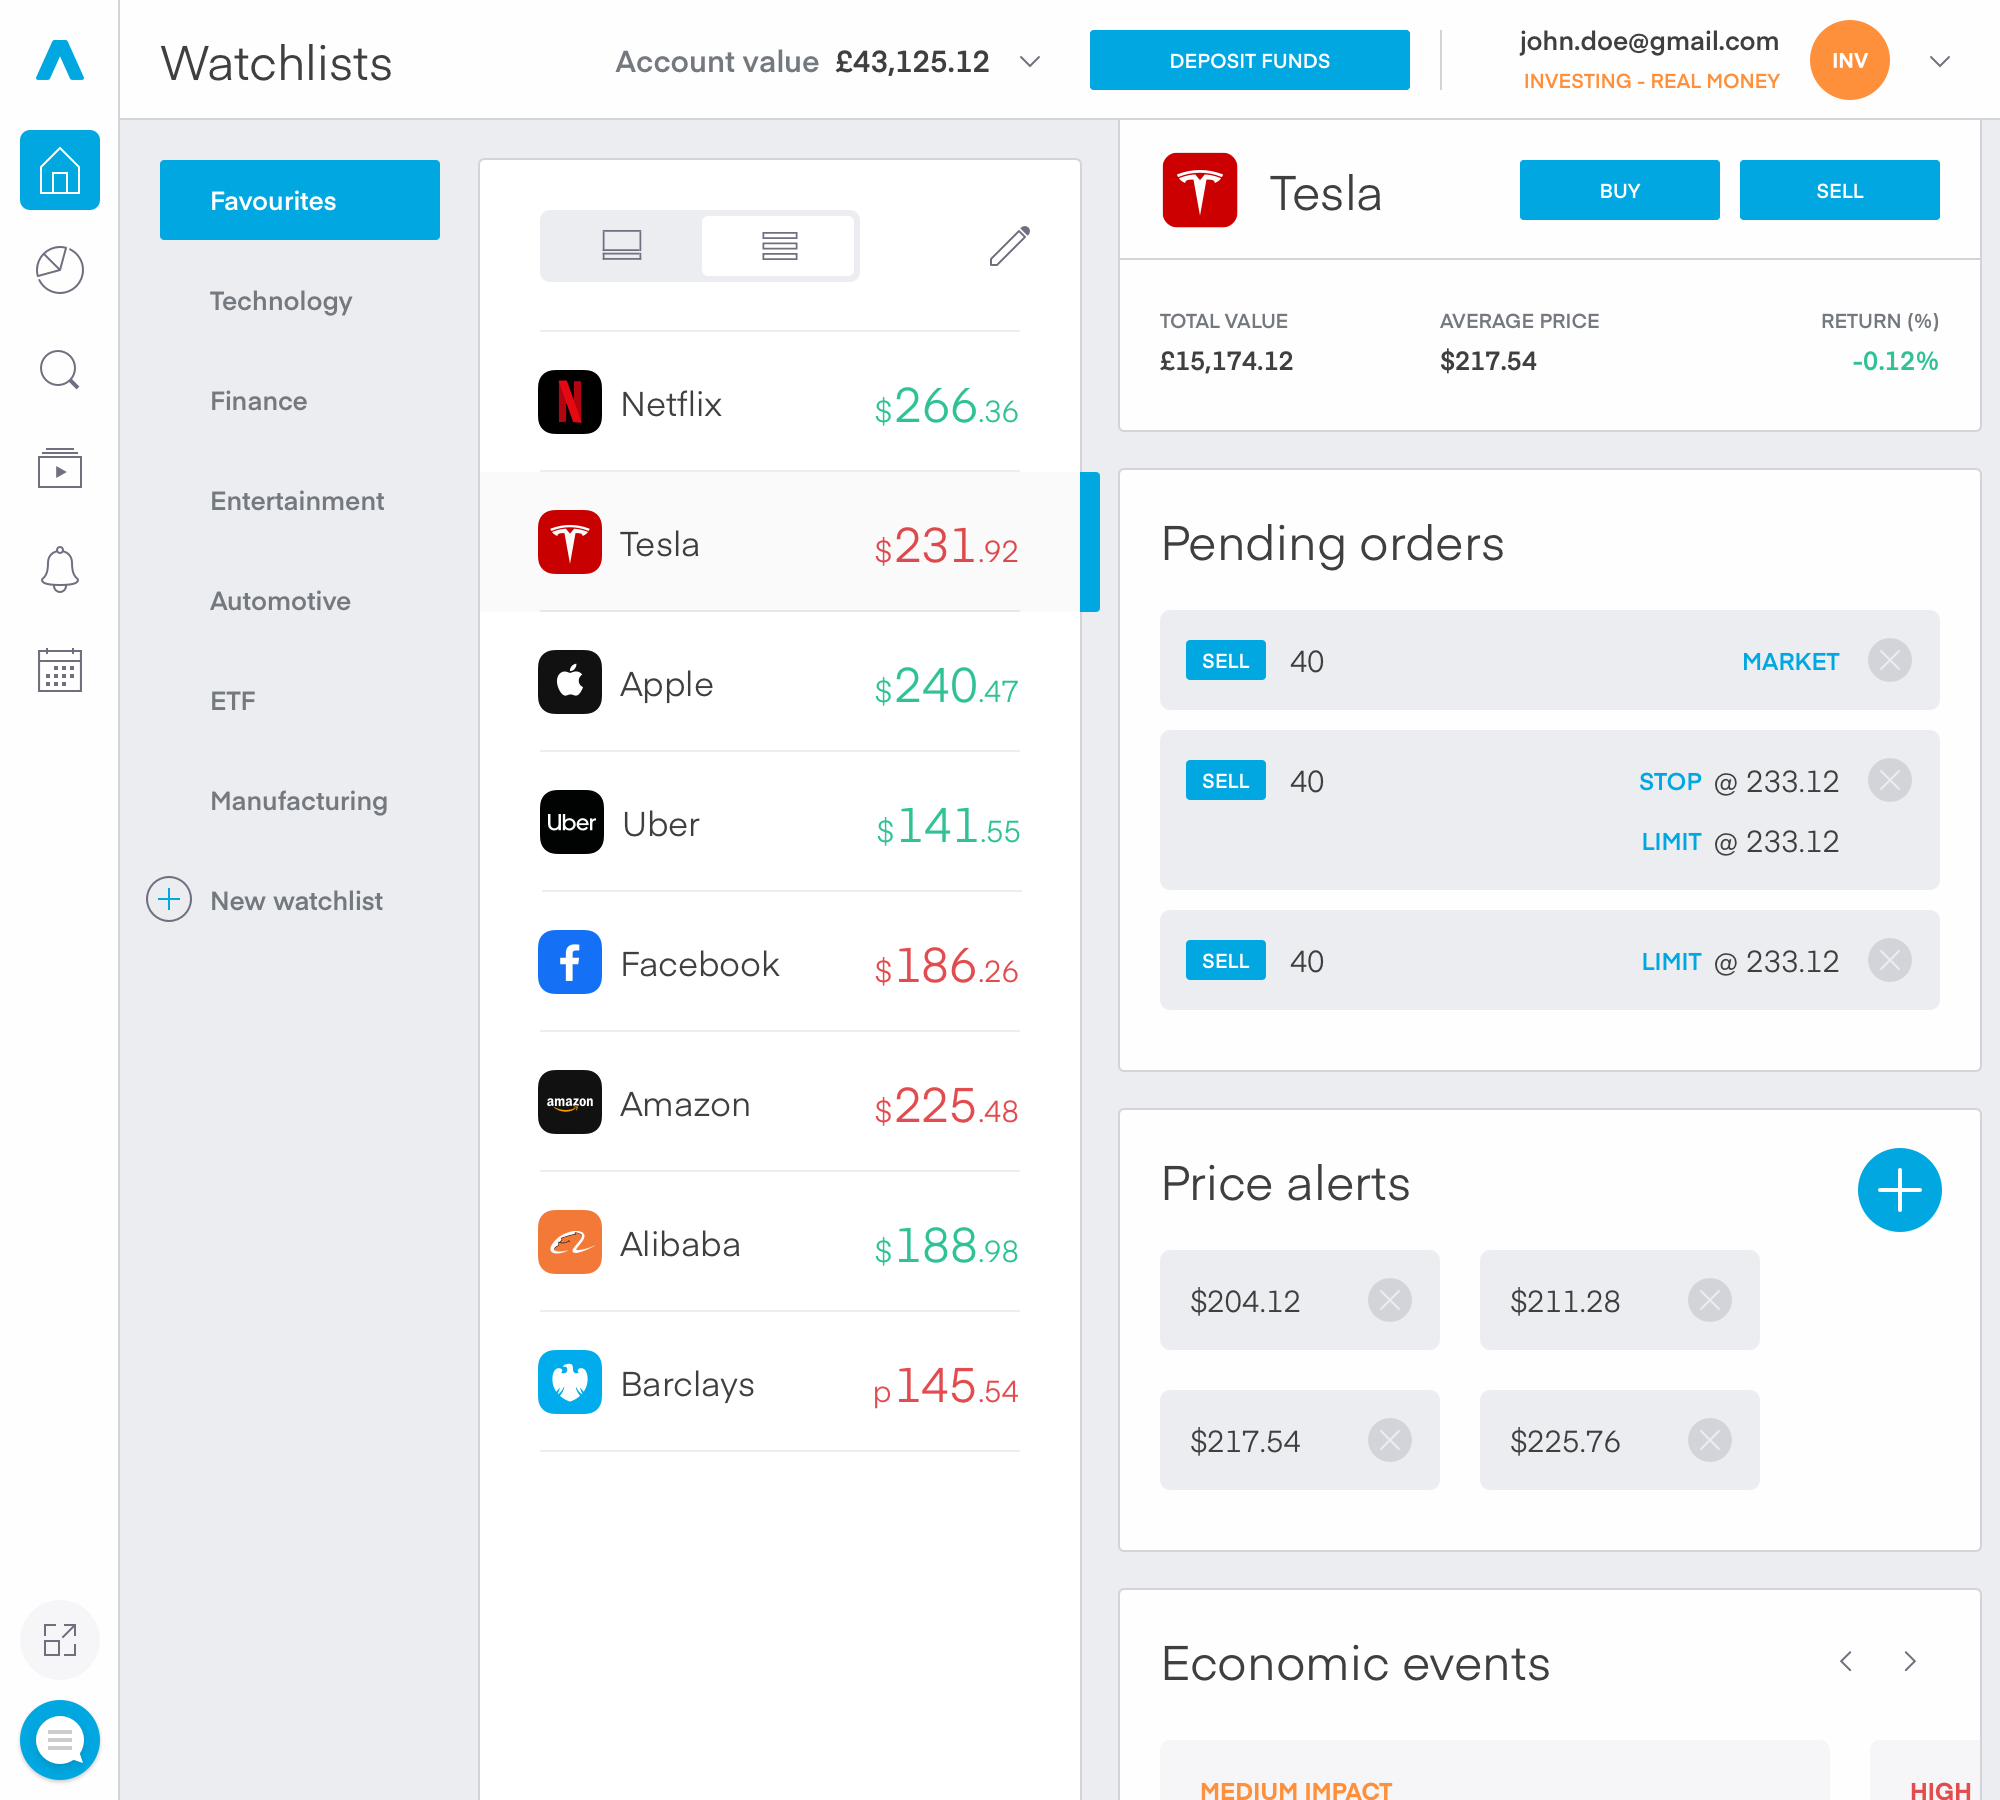 Watchlists
Account value £43,125.12
DEPOSIT FUNDS
john.doe@gmail.com
INVESTING - REAL MONEY
INV
Favourites
Technology
Finance
Entertainment
Automotive
ETF
Manufacturing
New watchlist
Netflix $266.36
Tesla $231.92
Apple $240.47
Uber Uber $141.55
Facebook $186.26
amazon Amazon $225.48
Alibaba $188.98
Barclays p145.54
Tesla
BUY
SELL
TOTAL VALUE AVERAGE PRICE RETURN (%)
£15,174.12 $217.54 -0.12%
Pending orders
SELL 40 MARKET
SELL 40 STOP @ 233.12
LIMIT @ 233.12
SELL 40 LIMIT @ 233.12
Price alerts
$204.12 $211.28
$217.54 $225.76
Economic events
MEDIUM IMPACT HIGH